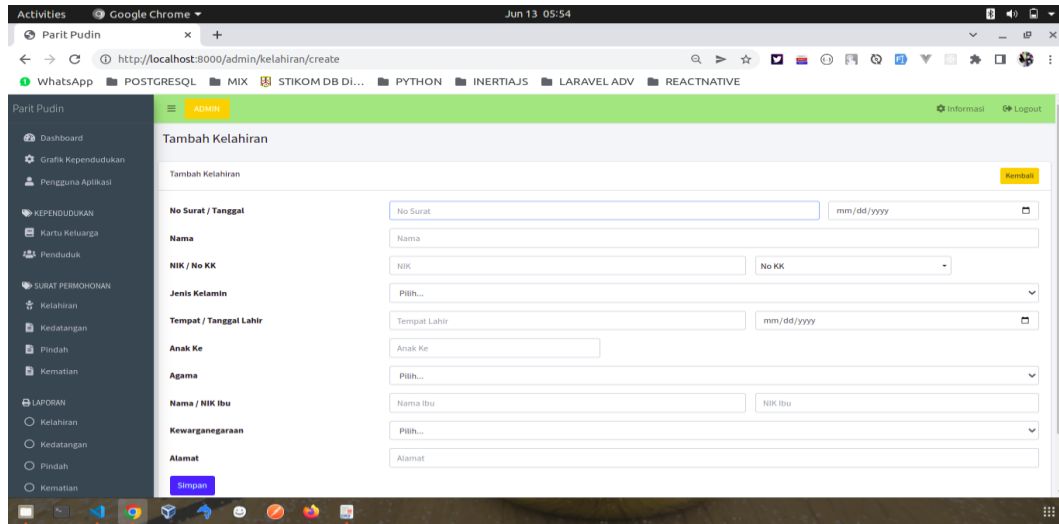 Activities Google Chrome Jun 13 05:54
Parit Pudin
http://localhost:8000/admin/kelahiran/create
WhatsApp POSTGRESQL MIX STIKOM DB Di... PYTHON INERTIAJS LARAVEL ADV REACTNATIVE
Parit Pudin ADMIN Informasi Logout
Dashboard
Grafik Kependudukan
Pengguna Aplikasi
KEPENDUDUKAN
Kartu Keluarga
Penduduk
SURAT PERMOHONAN
Kelahiran
Kedatangan
Pindah
Kematian
LAPORAN
Kelahiran
Kedatangan
Pindah
Kematian
Tambah Kelahiran
Tambah Kelahiran Kembali
No Surat / Tanggal No Surat mm/dd/yyyy
Nama Nama
NIK / No KK NIK No KK
Jenis Kelamin Pilih...
Tempat / Tanggal Lahir Tempat Lahir mm/dd/yyyy
Anak Ke Anak Ke
Agama Pilih...
Nama / NIK Ibu Nama Ibu NIK Ibu
Kewarganegaraan Pilih...
Alamat Alamat
Simpan